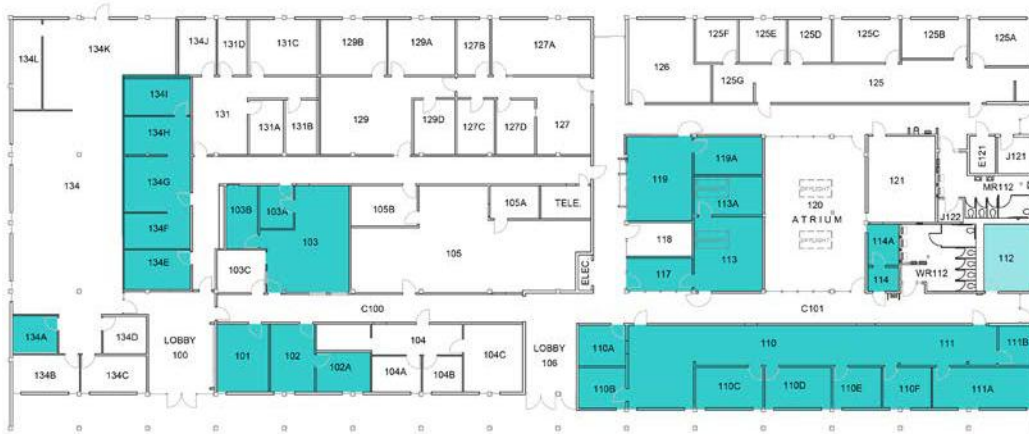 134L
134K
134J
131D
131C
129B
129A
127B
127A
125F
125E
125D
125C
125B
125A
126
125G
125
134I
131
131A
131B
129
129D
127C
127D
127
134H
134
134G
134F
134E
103B
103A
103
103C
105B
105A
TELE.
105
ELEC.
119
119A
113A
118
113
117
120
ATRIUM
121
E121
J121
MR112
J122
114A
114
WR112
112
C100
C101
134A
134D
134B
134C
LOBBY
100
101
102
102A
104
104A
104B
104C
LOBBY
106
110A
110B
110
111
111B
110C
110D
110E
110F
111A